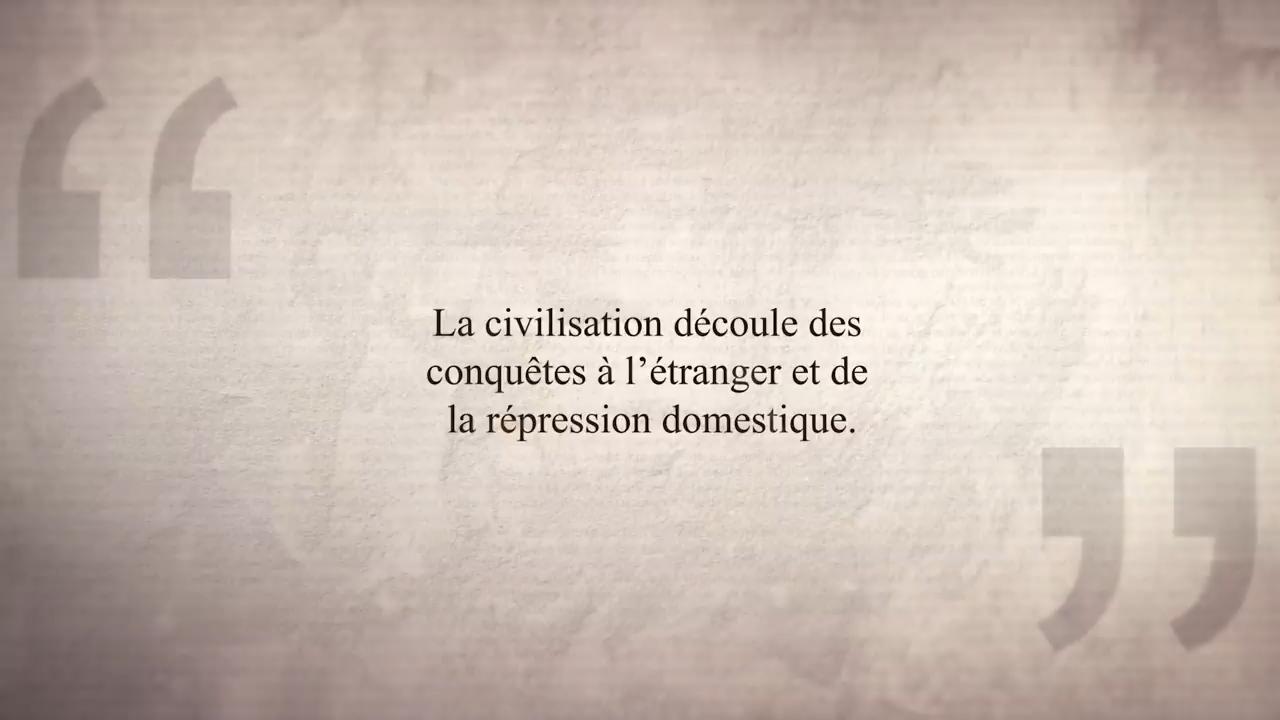 La civilisation découle des
conquêtes à l’étranger et de
la répression domestique.